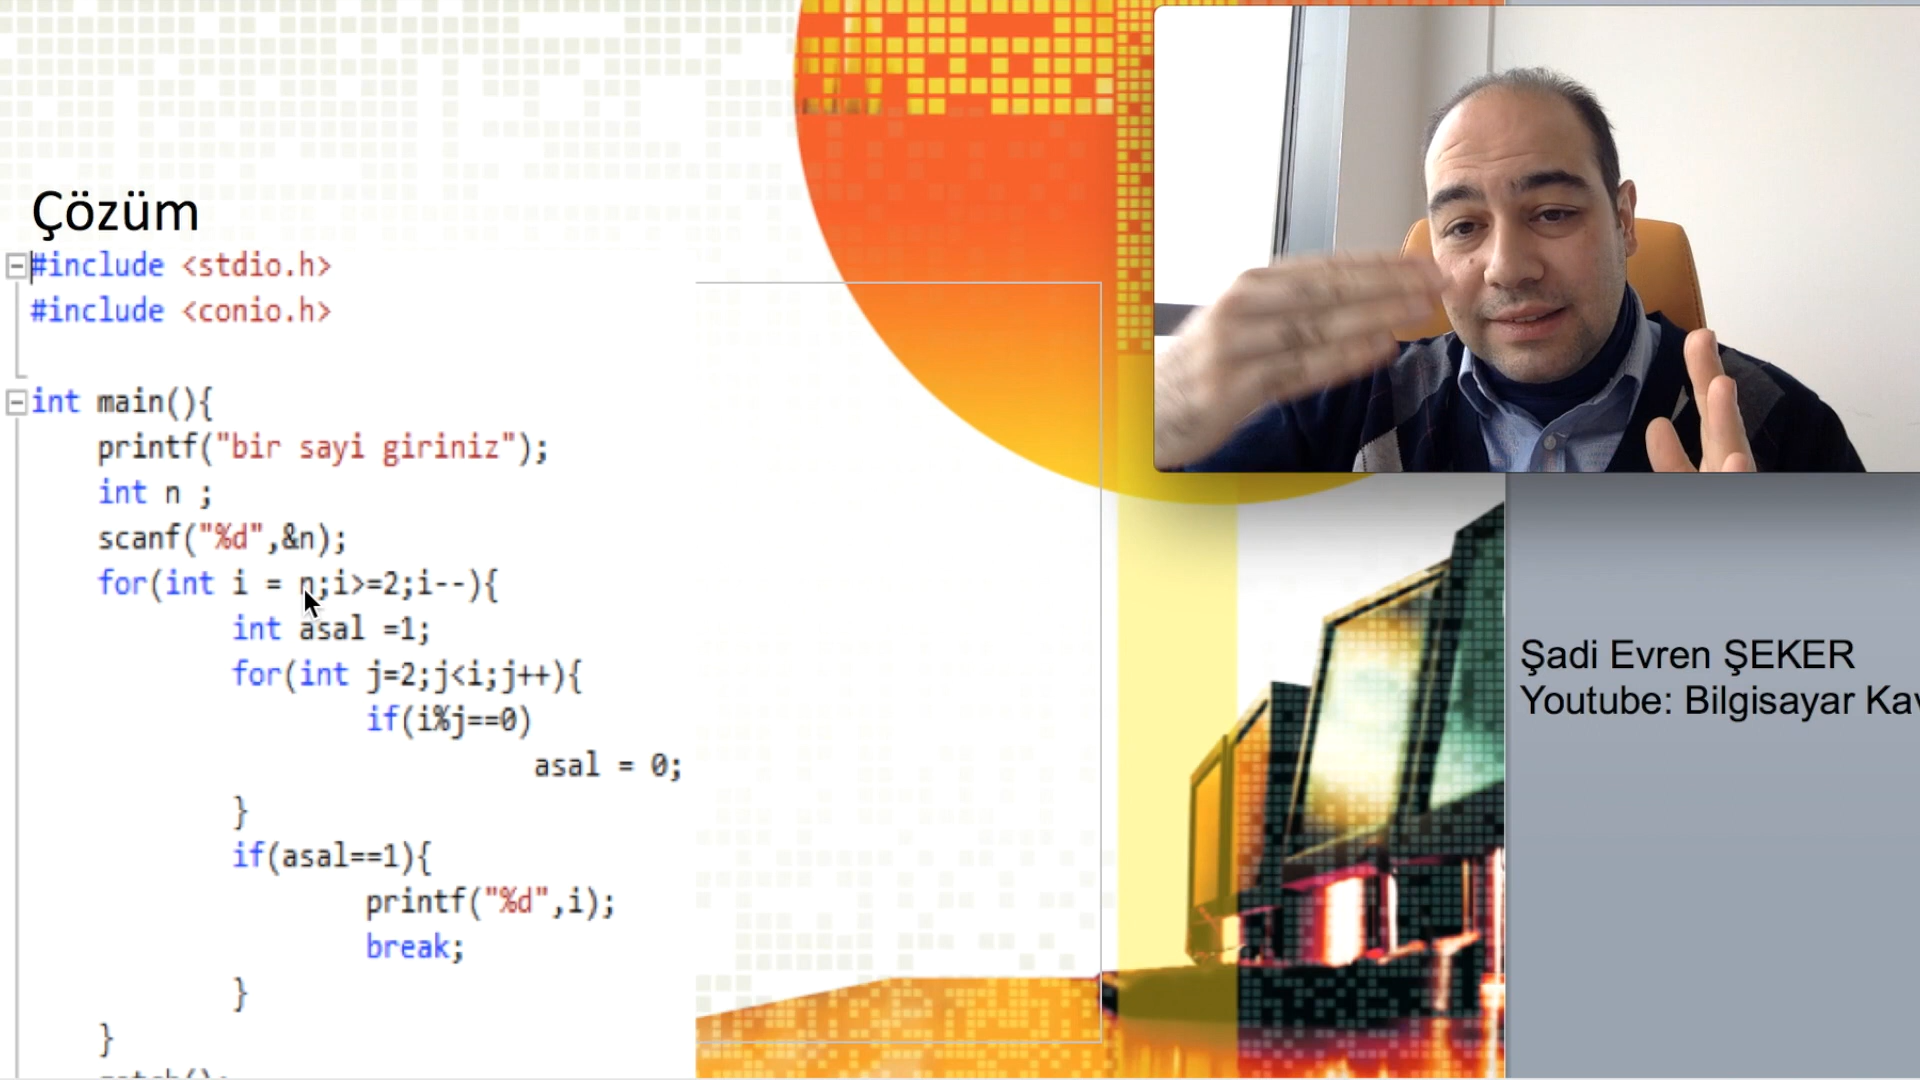 Çözüm
#include <stdio.h>
#include <conio.h>
int main(){
printf("bir sayi giriniz");
int n ;
scanf("%d",&n);
for(int i = n;i>=2;i--){
int asal =1;
for(int j=2;j<i;j++){
if(i%j==0)
asal = 0;
}
if(asal==1){
printf("%d",i);
break;
}
}
Şadi Evren ŞEKER
Youtube: Bilgisayar